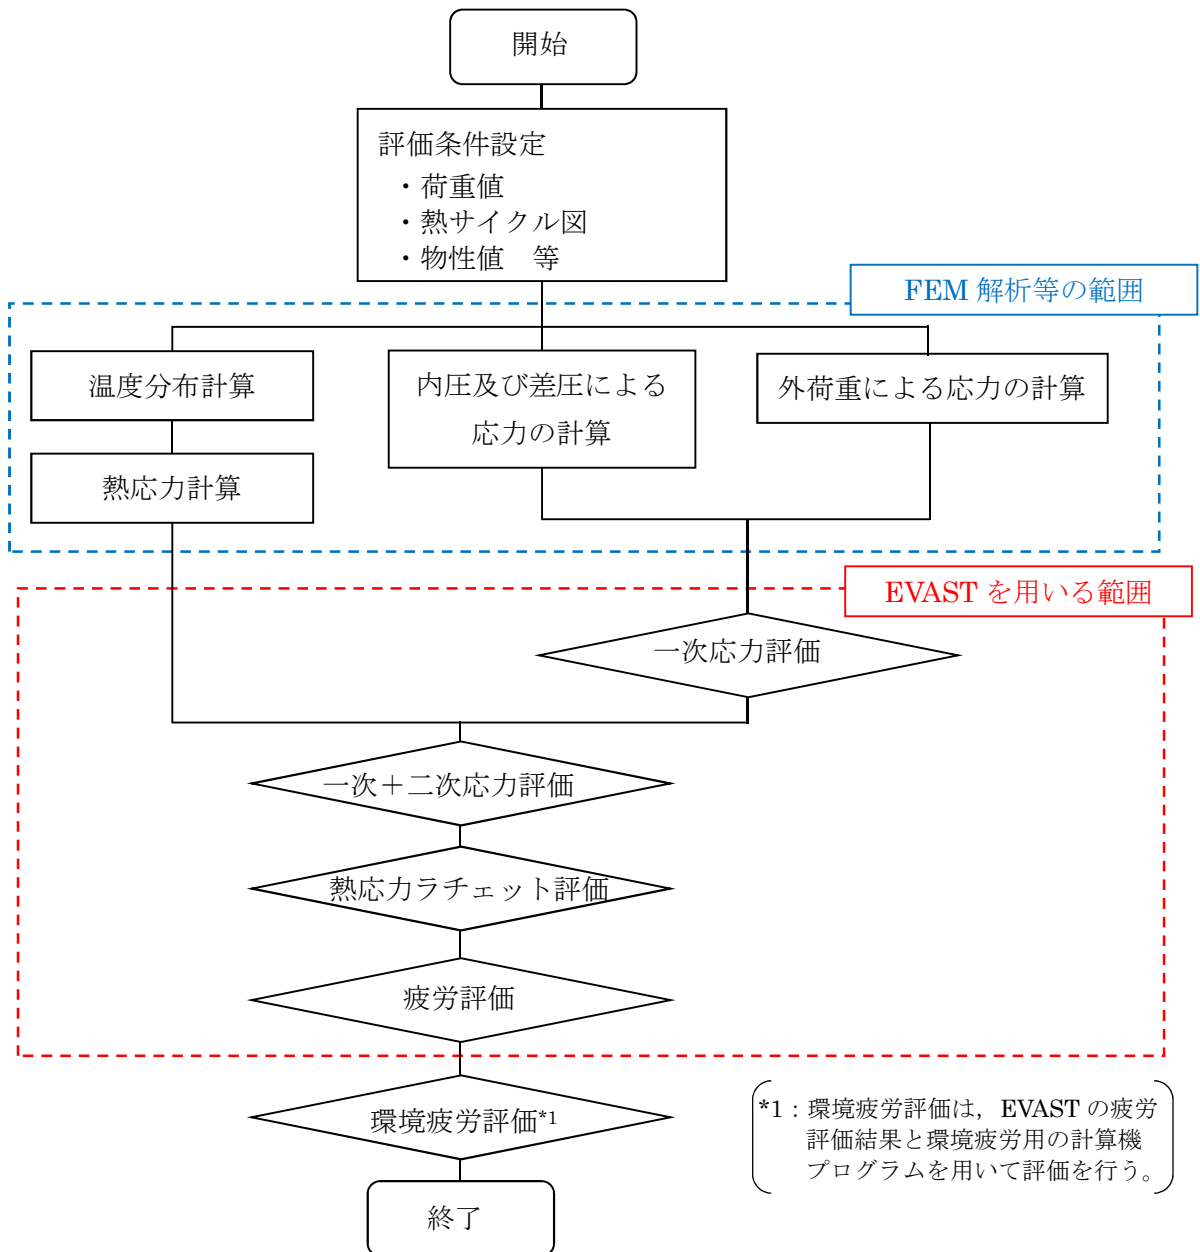 開始
評価条件設定
・荷重値
・熱サイクル図
・物性値　等
FEM 解析等の範囲
温度分布計算
内圧及び差圧による
応力の計算
外荷重による応力の計算
熱応力計算
EVAST を用いる範囲
一次応力評価
一次＋二次応力評価
熱応力ラチェット評価
疲労評価
環境疲労評価*1
*1：環境疲労評価は，EVAST の疲労
評価結果と環境疲労用の計算機
プログラムを用いて評価を行う。
終了